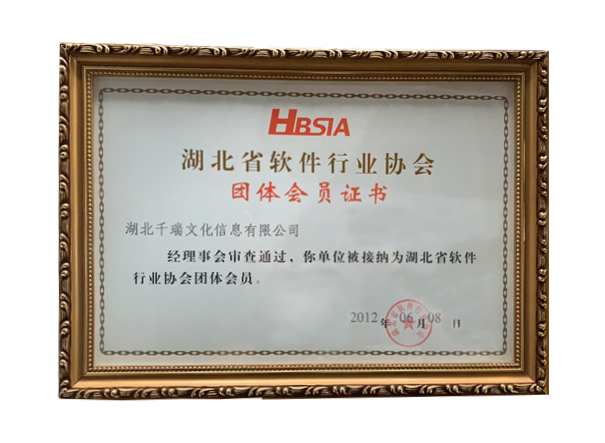 HBSIA
湖北省软件行业协会
团体会员证书
湖北千瑞文化信息有限公司
经理事会审查通过，你单位被接纳为湖北省软件
行业协会团体会员。
2012年06月08日